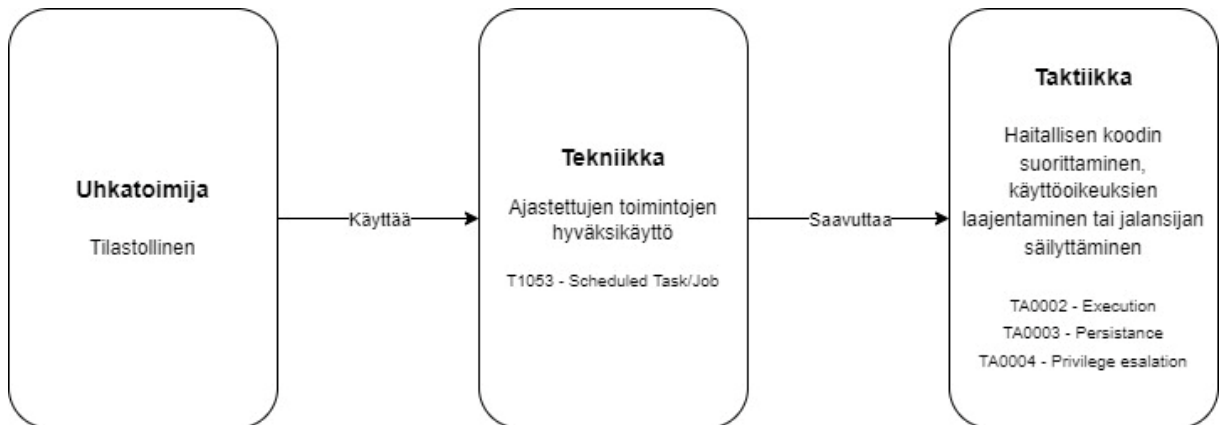 Uhkatoimija
Tilastollinen
Käyttää
Tekniikka
Ajastettujen toimintojen
hyväksikäyttö
T1053 - Scheduled Task/Job
Saavuttaa
Taktiikka
Haitallisen koodin
suorittaminen,
käyttöoikeuksien
laajentaminen tai jalansijan
säilyttäminen
TA0002 - Execution
TA0003 - Persistance
TA0004 - Privilege esalation